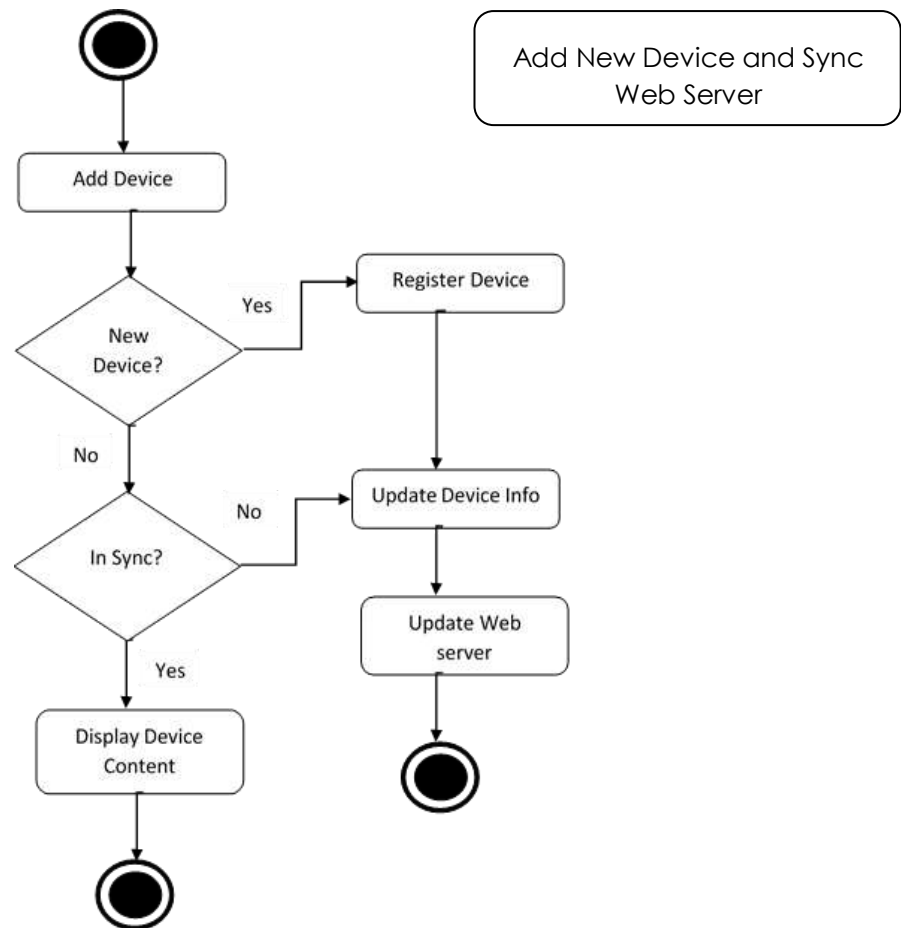 Add New Device and Sync
Web Server
Add Device
New
Device?
Yes
Register Device
No
In Sync?
No
Update Device Info
Yes
Update Web
server
Display Device
Content